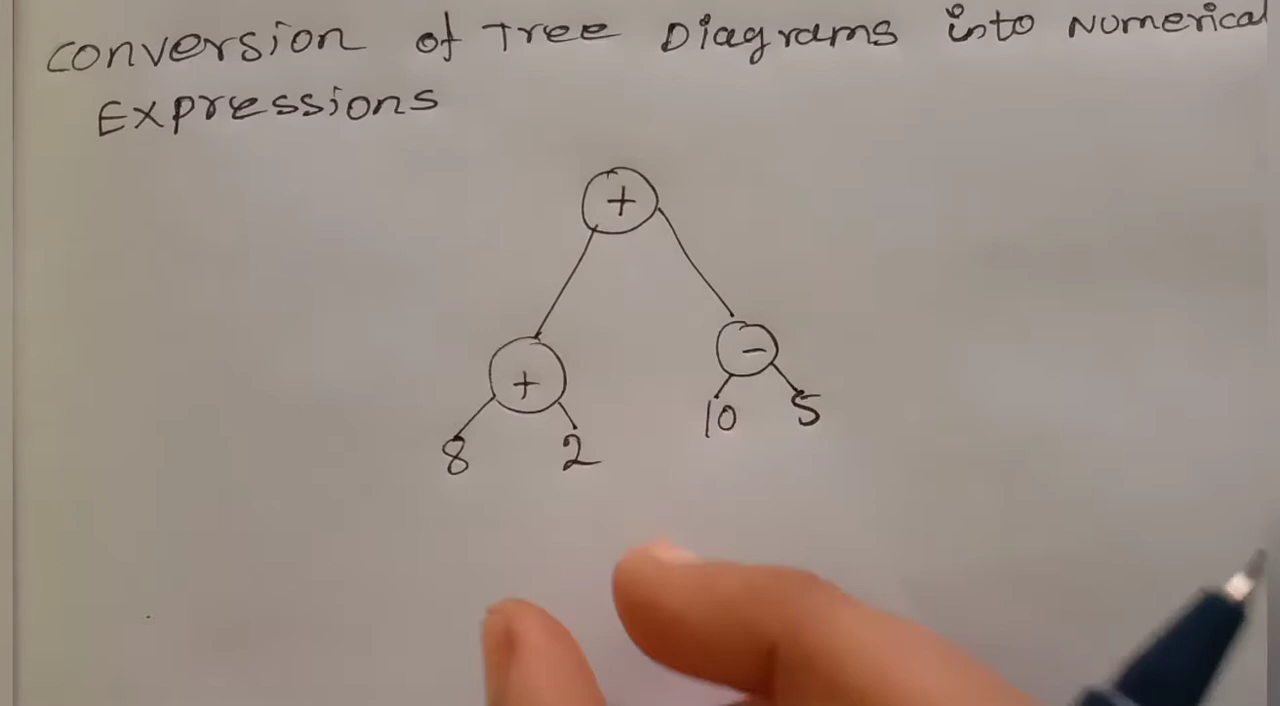 Conversion of Tree Diagrams into Numerical
Expressions
+
+ -
10 5
8 2